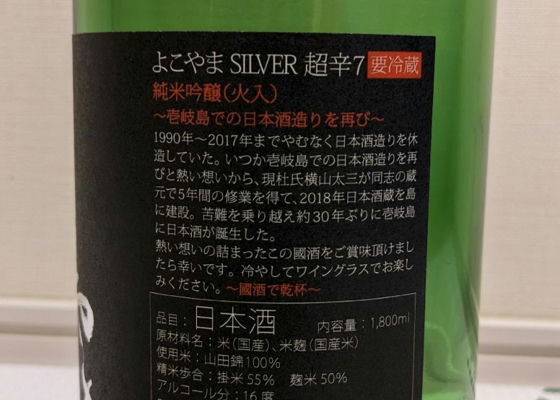 よこやま SILVER 超辛7 要冷蔵
純米吟醸(火入)
~壱岐島での日本酒造りを再び~
1990年~2017年までやむなく日本酒造りを休
造していた。いつか壱岐島での日本酒造りを再
びと熱い想いから、現杜氏横山太三が同志の蔵
元で5年間の修業を得て、2018年日本酒蔵を島
に建設。苦難を乗り越え約30年ぶりに壱岐島
に日本酒が誕生した。
熱い想いの詰まったこの國酒をご賞味頂けまし
たら幸いです。冷やしてワイングラスでお楽し
みください。~國酒で乾杯~
品目:日本酒 内容量:1,800ml
原材料名:米(国産)、米麹(国産米)
使用米:山田錦100%
精米歩合:掛米 55% 麹米 50%
アルコール分:16度